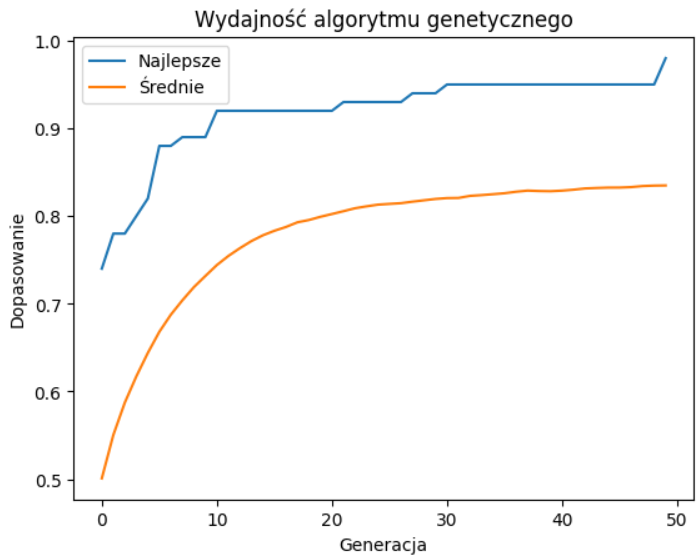 Wydajność algorytmu genetycznego
Najlepsze
Średnie
Dopasowanie
1.0
0.9
0.8
0.7
0.6
0.5
0
10
20
30
40
50
Generacja